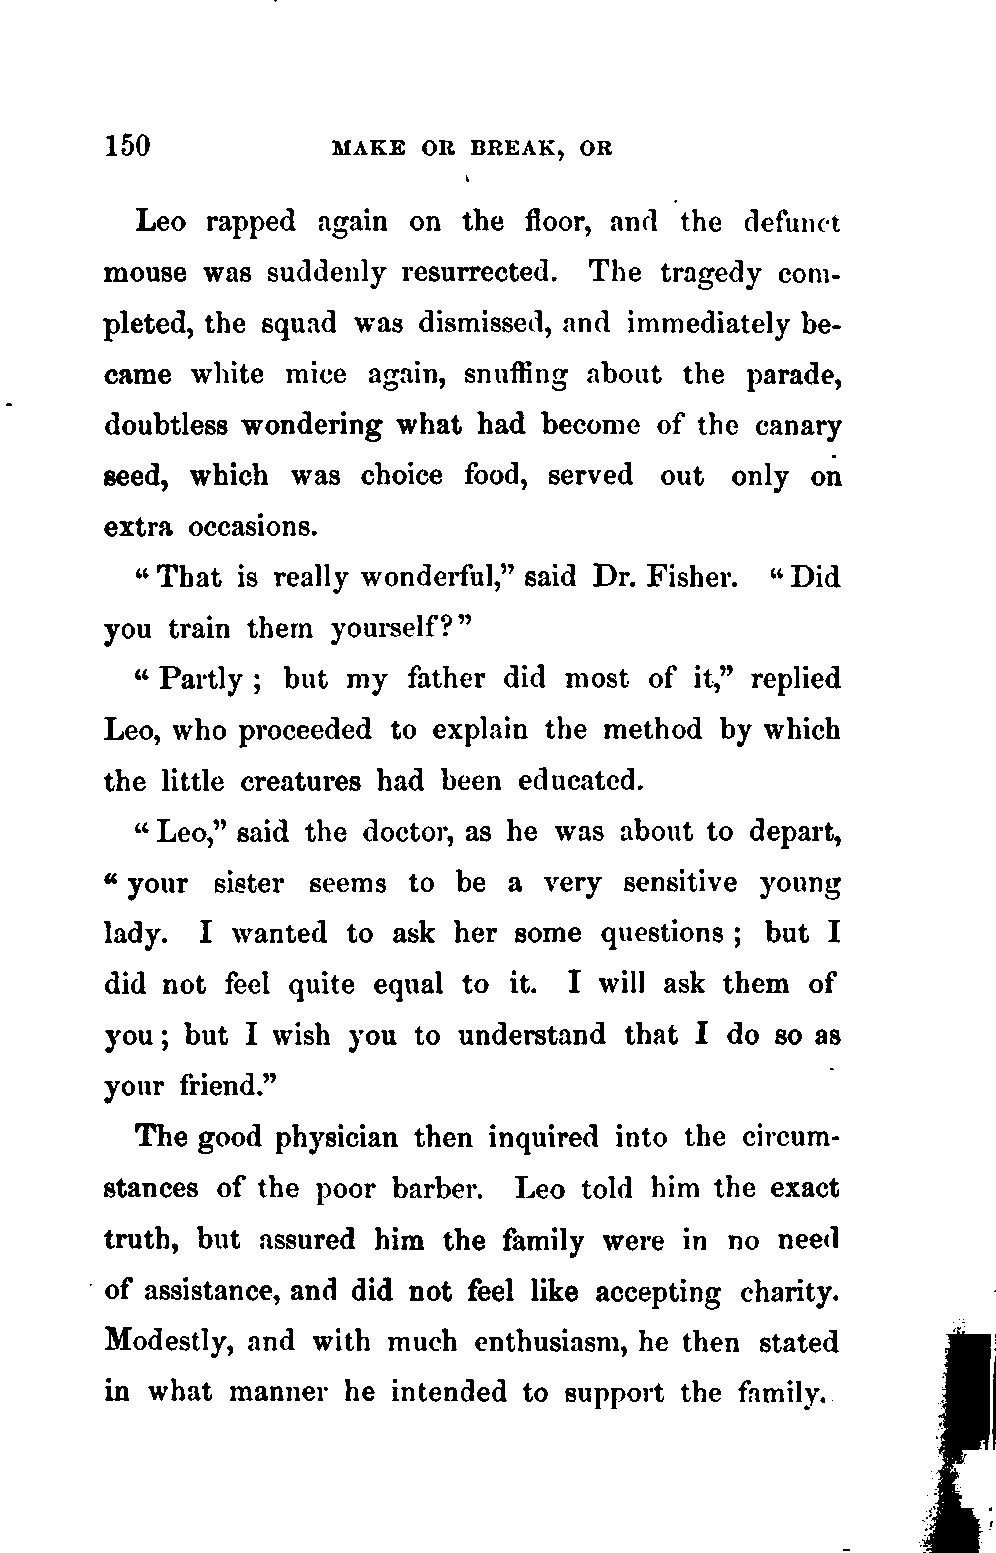 150 MAKE OR BREAK, OR
Leo rapped again on the floor, and the defunct
mouse was suddenly resurrected. The tragedy com-
pleted, the squad was dismissed, and immediately be-
came white mice again, snuffing about the parade,
doubtless wondering what had become of the canary
seed, which was choice food, served out only on
extra occasions.
“That is really wonderful,” said Dr. Fisher. “Did
you train them yourself?”
“Partly; but my father did most of it,” replied
Leo, who proceeded to explain the method by which
the little creatures had been educated.
“Leo,” said the doctor, as he was about to depart,
“your sister seems to be a very sensitive young
lady. I wanted to ask her some questions; but I
did not feel quite equal to it. I will ask them of
you; but I wish you to understand that I do so as
your friend.”
The good physician then inquired into the circum-
stances of the poor barber. Leo told him the exact
truth, but assured him the family were in no need
of assistance, and did not feel like accepting charity.
Modestly, and with much enthusiasm, he then stated
in what manner he intended to support the family.